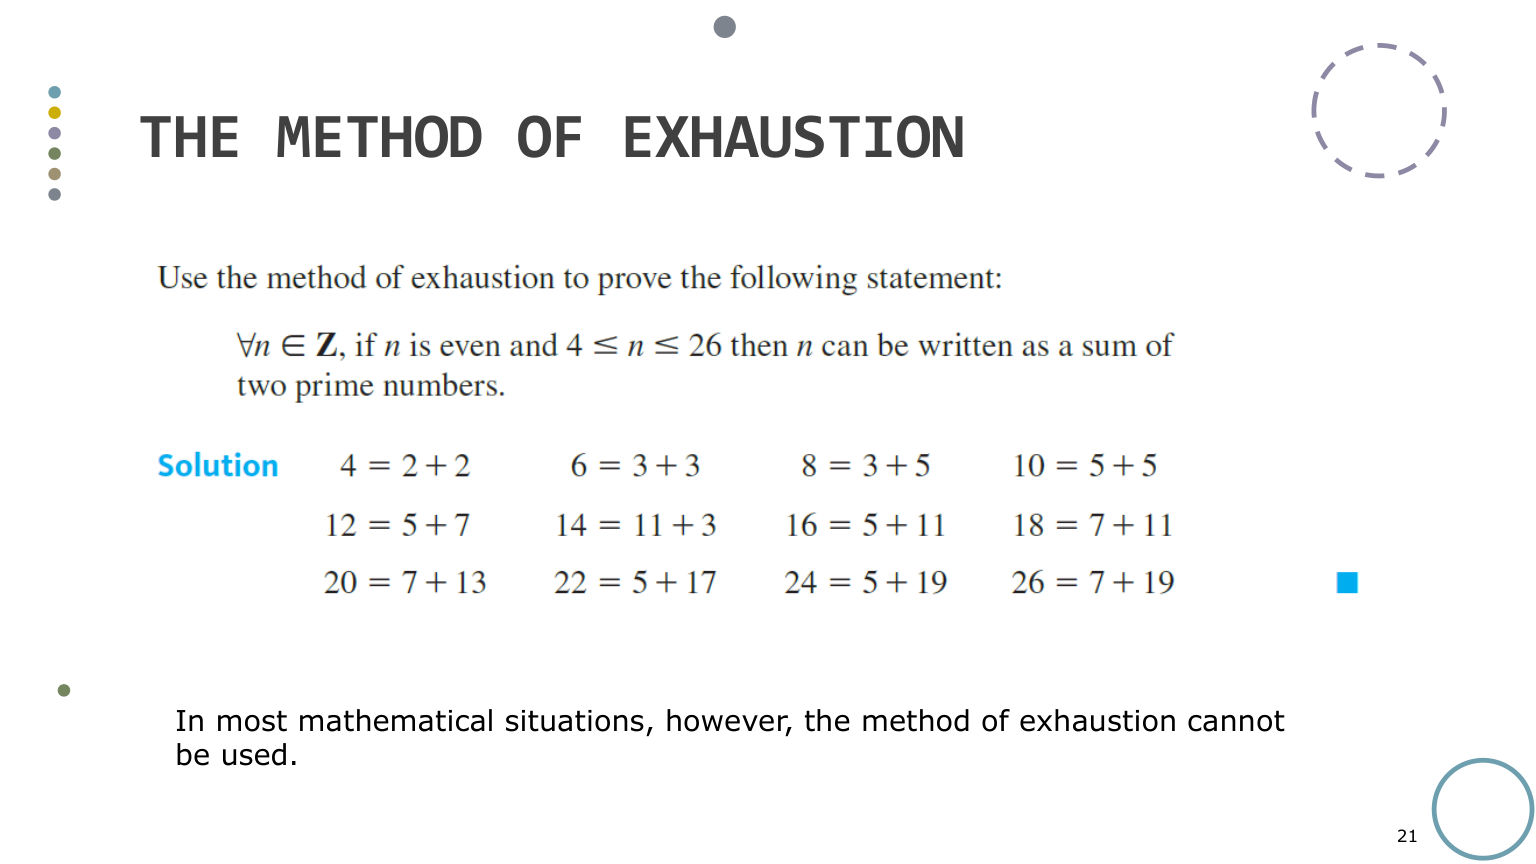 THE METHOD OF EXHAUSTION
Use the method of exhaustion to prove the following statement:
∀n ∈ Z, if n is even and 4 ≤ n ≤ 26 then n can be written as a sum of
two prime numbers.
Solution 4 = 2 + 2 6 = 3 + 3 8 = 3 + 5 10 = 5 + 5
12 = 5 + 7 14 = 11 + 3 16 = 5 + 11 18 = 7 + 11
20 = 7 + 13 22 = 5 + 17 24 = 5 + 19 26 = 7 + 19
In most mathematical situations, however, the method of exhaustion cannot
be used.
21